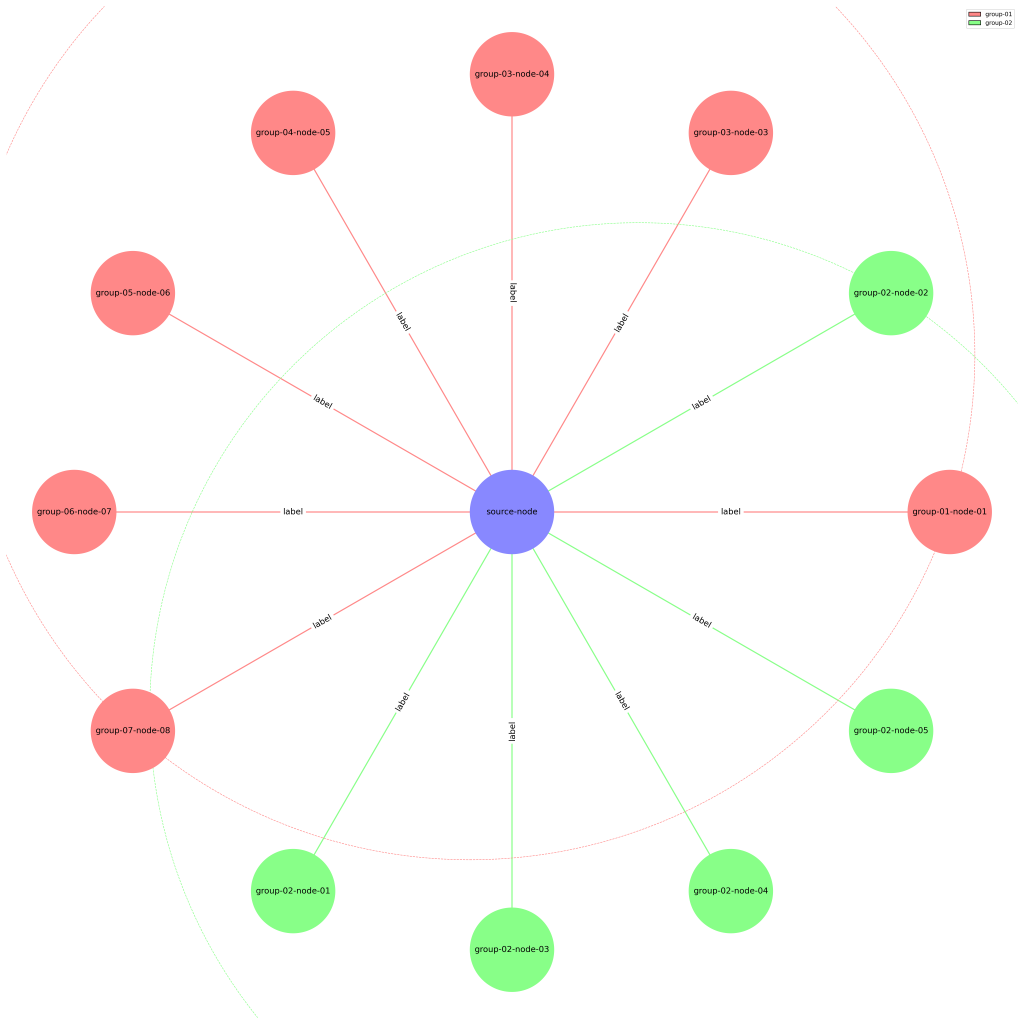 group-01
group-02
group-03-node-04
group-04-node-05
group-03-node-03
group-05-node-06
group-02-node-02
label
label
label
label
label
group-06-node-07
label
source-node
label
group-01-node-01
label
label
label
label
label
group-07-node-08
group-02-node-05
group-02-node-01
group-02-node-04
group-02-node-03